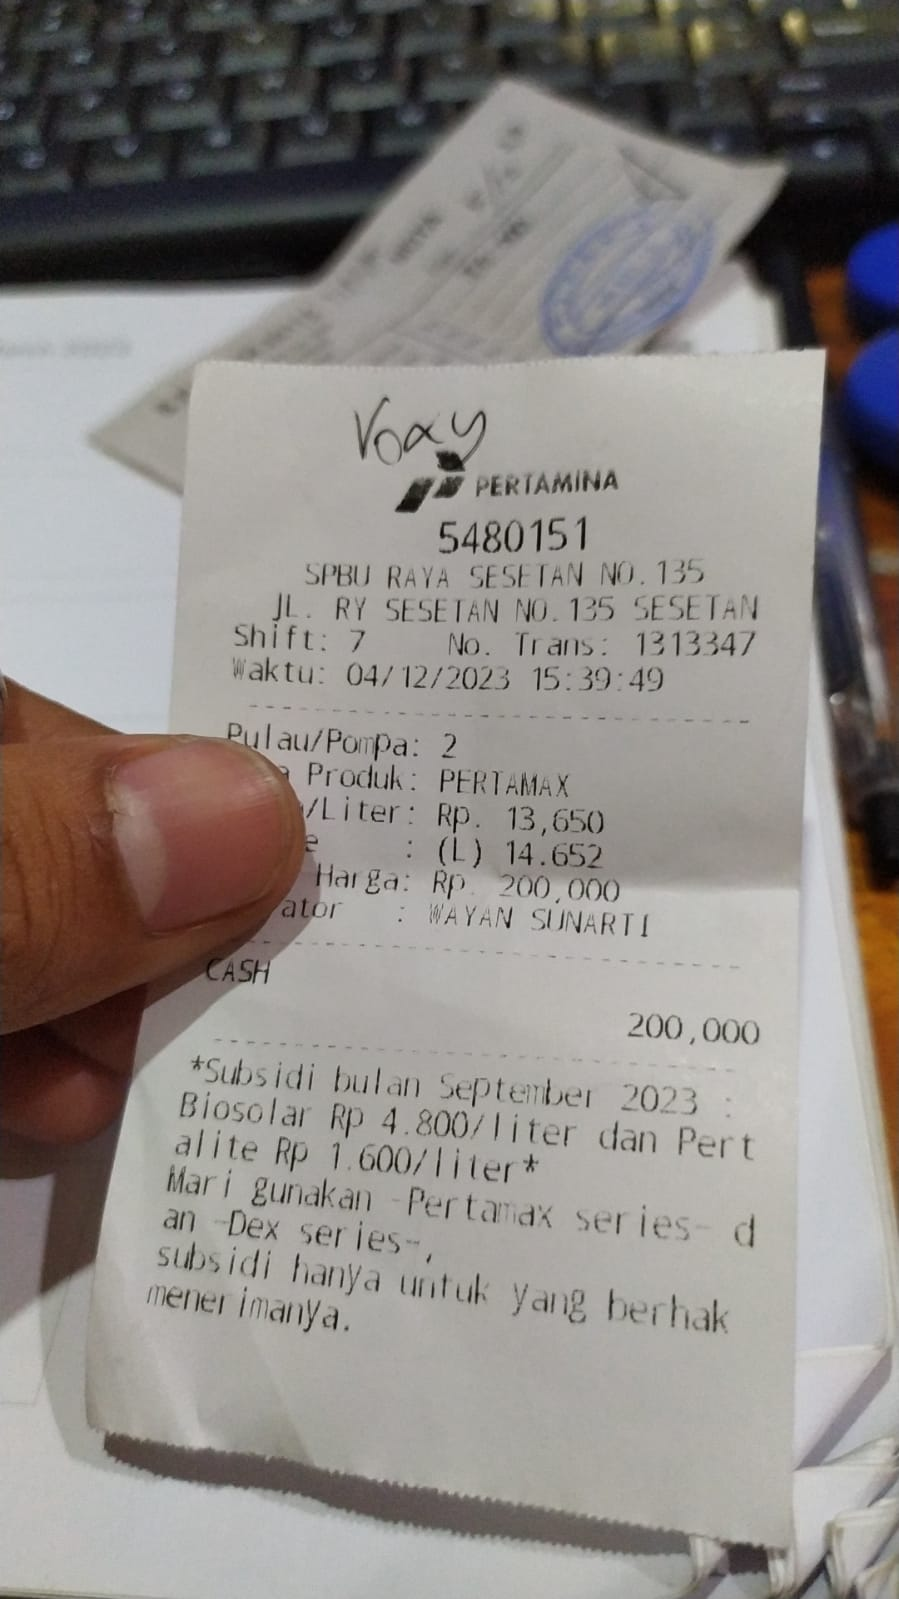 Voxy
PERTAMINA
5480151
SPBU RAYA SESETAN NO.135
JL. RY SESETAN NO.135 SESETAN
Shift: 7 No. Trans: 1313347
Waktu: 04/12/2023 15:39:49
Pulau/Pompa: 2
Produk: PERTAMAX
/Liter: Rp. 13,650
e : (L) 14.652
Harga: Rp. 200,000
ator : WAYAN SUNARTI
CASH
200,000
*Subsidi bulan September 2023 :
Biosolar Rp 4.800/liter dan Pert
alite Rp 1.600/liter*
Mari gunakan -Pertamax series- d
an -Dex series-,
subsidi hanya untuk yang berhak
menerimanya.